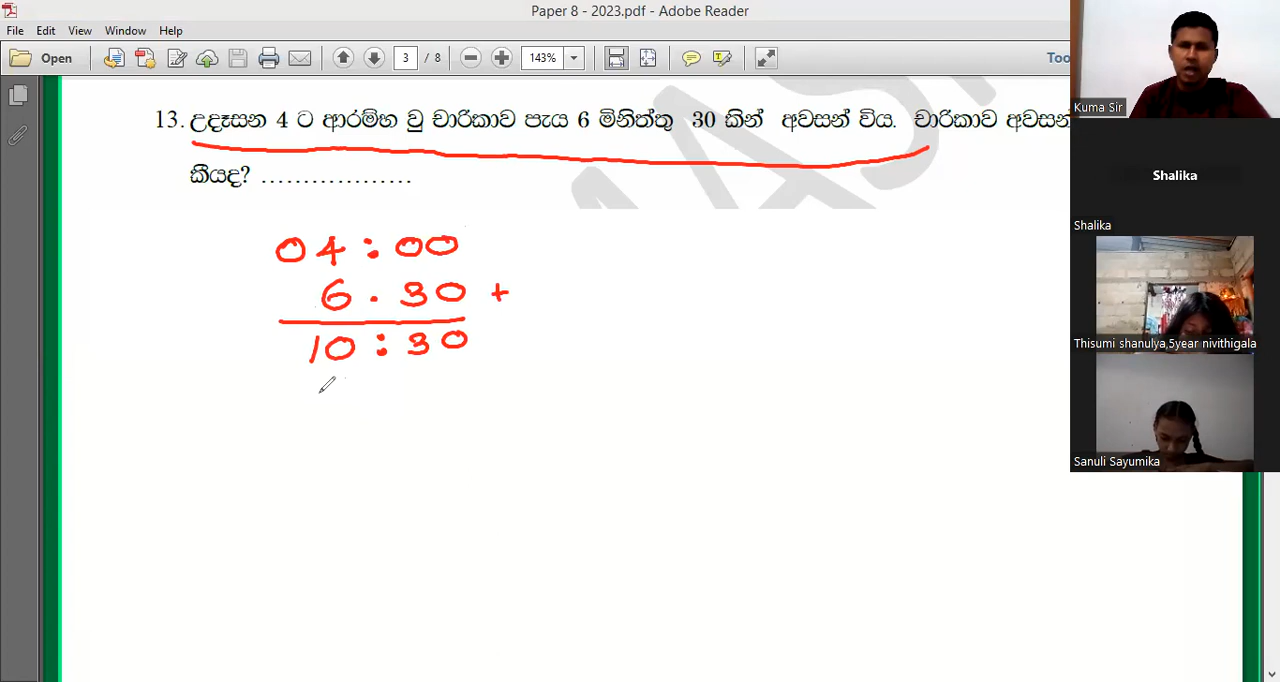 Paper 8 - 2023.pdf - Adobe Reader
File Edit View Window Help
Open 3 / 8 143% Too
13. උදෑසන 4 ට ආරම්භ වු චාරිකාව පැය 6 මිනිත්තු 30 කින් අවසන් විය. චාරිකාව අවසන්
කීයද? ..................
04:00
6.30 +
10:30
Kuma Sir
Shalika
Shalika
Thisumi shanulya,5year nivithigala
Sanuli Sayumika